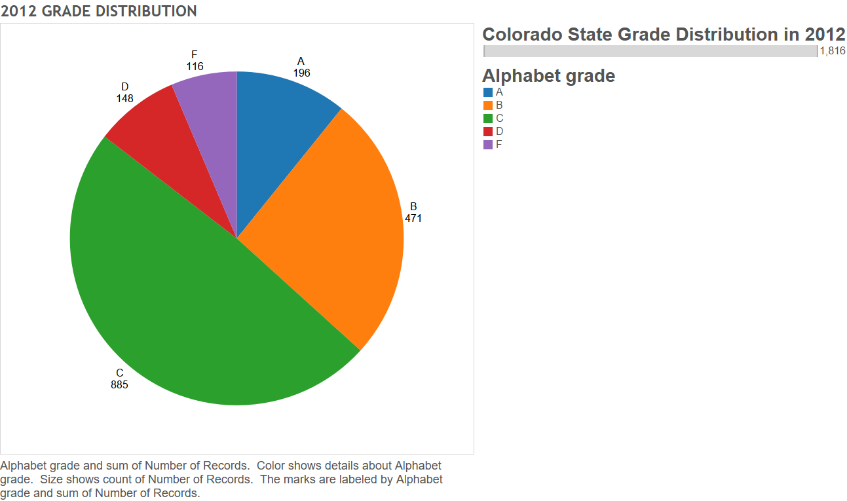 2012 GRADE DISTRIBUTION
F
116
A
196
D
148
B
471
C
885
Colorado State Grade Distribution in 2012
1,816
Alphabet grade
A
B
C
D
F
Alphabet grade and sum of Number of Records.  Color shows details about Alphabet
grade.  Size shows count of Number of Records.  The marks are labeled by Alphabet
grade and sum of Number of Records.